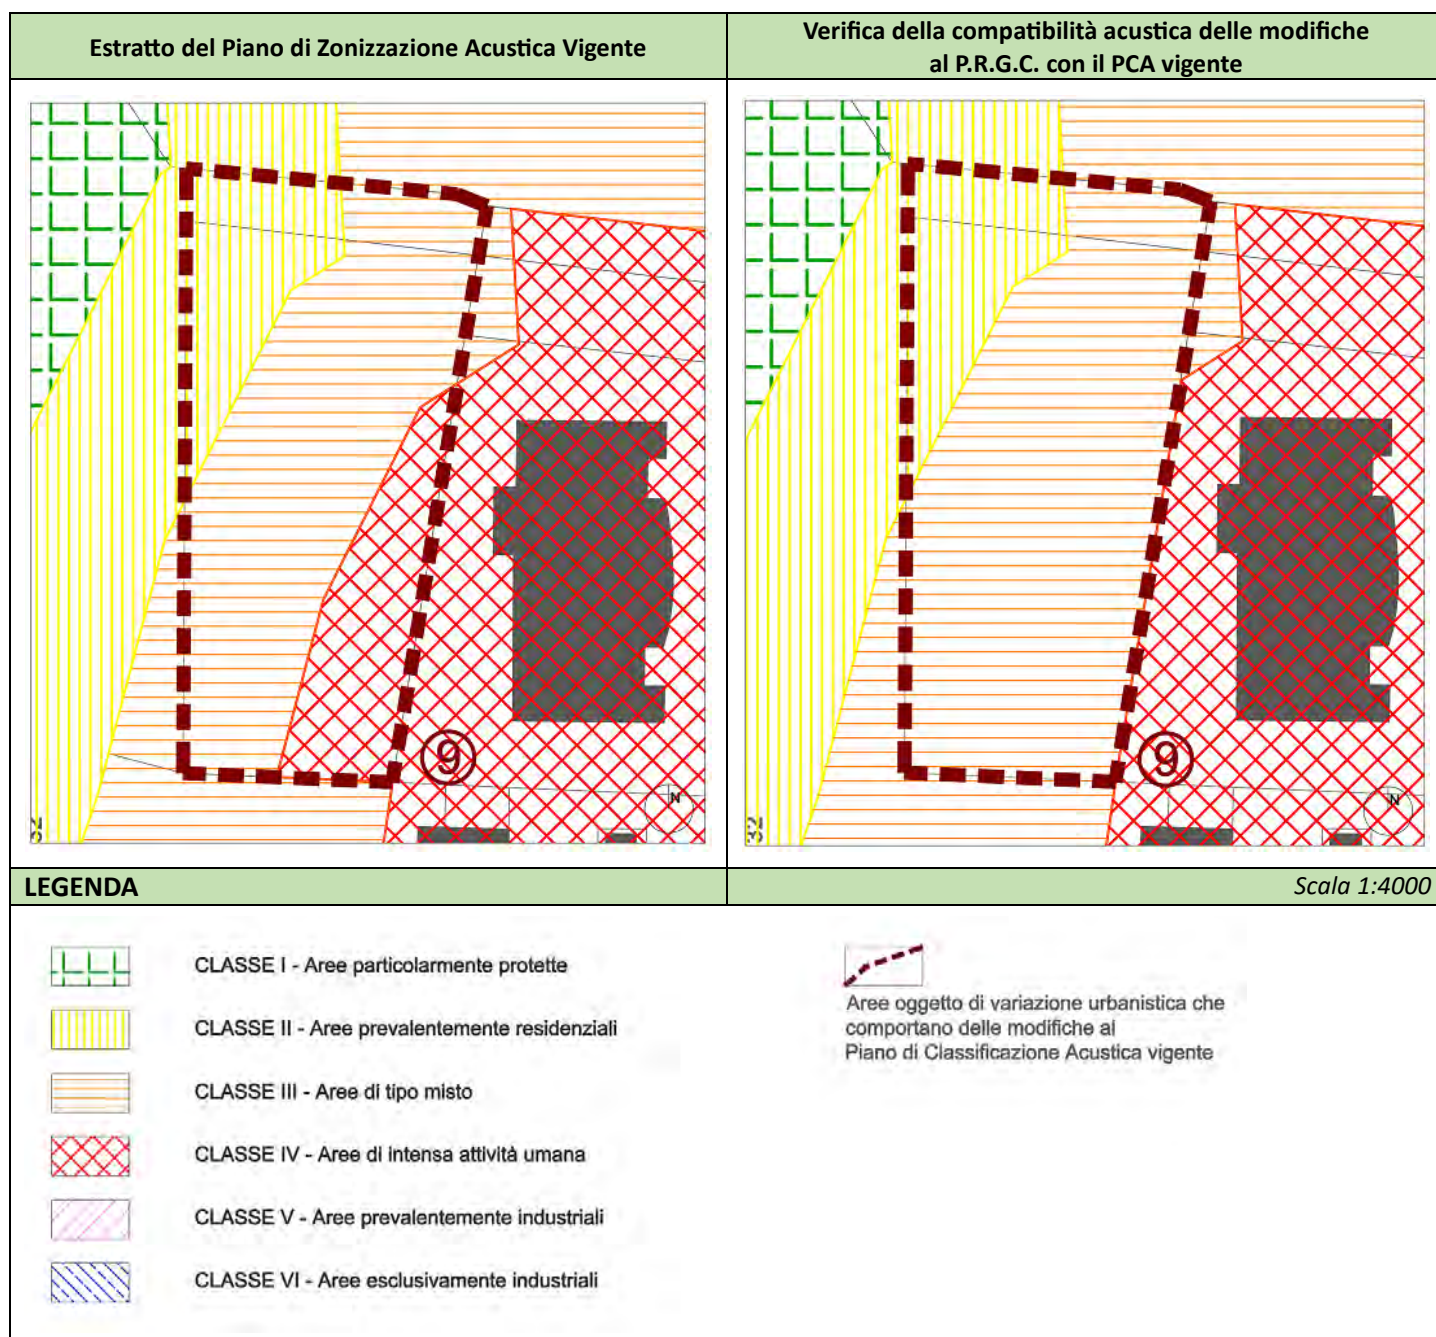 Estratto del Piano di Zonizzazione Acustica Vigente
Verifica della compatibilità acustica delle modifiche
al P.R.G.C. con il PCA vigente
9
N
32
9
N
32
LEGENDA
Scala 1:4000
CLASSE I - Aree particolarmente protette
CLASSE II - Aree prevalentemente residenziali
CLASSE III - Aree di tipo misto
CLASSE IV - Aree di intensa attività umana
CLASSE V - Aree prevalentemente industriali
CLASSE VI - Aree esclusivamente industriali
Aree oggetto di variazione urbanistica che
comportano delle modifiche al
Piano di Classificazione Acustica vigente